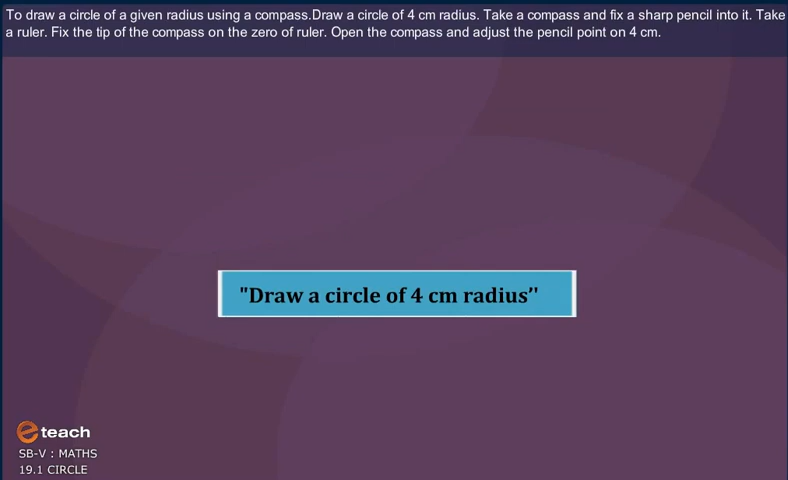 To draw a circle of a given radius using a compass.Draw a circle of 4 cm radius. Take a compass and fix a sharp pencil into it. Take
a ruler. Fix the tip of the compass on the zero of ruler. Open the compass and adjust the pencil point on 4 cm.
"Draw a circle of 4 cm radius’’
e teach
SB-V : MATHS
19.1 CIRCLE